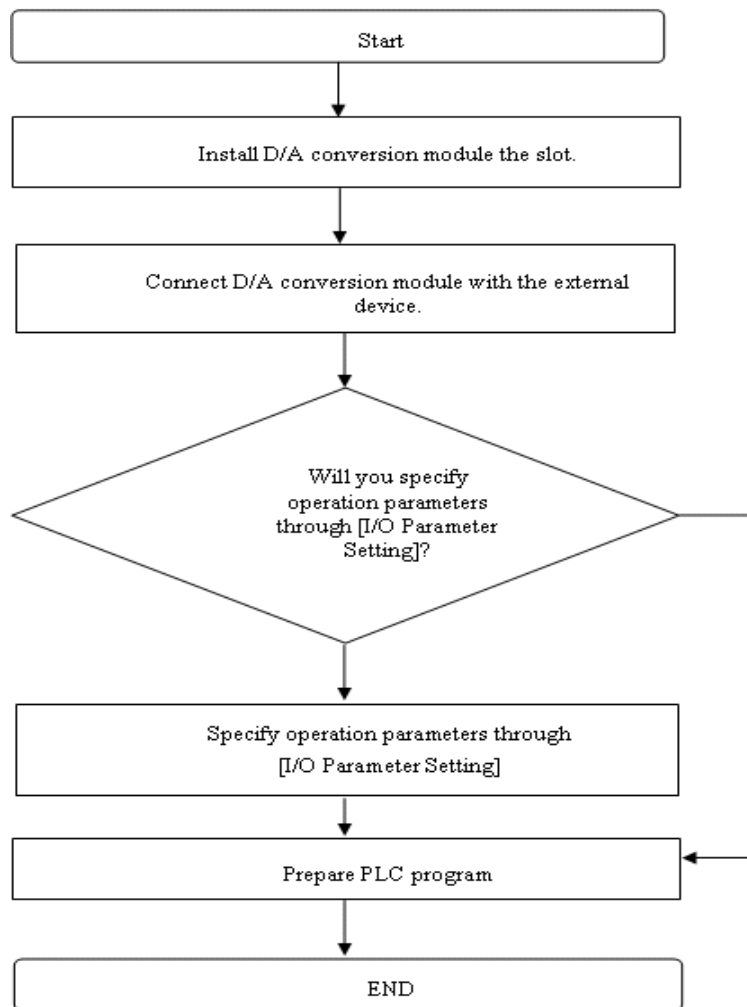 Start
Install D/A conversion module the slot.
Connect D/A conversion module with the external
device.
Will you specify
operation parameters
through [I/O Parameter
Setting]?
Specify operation parameters through
[I/O Parameter Setting]
Prepare PLC program
END